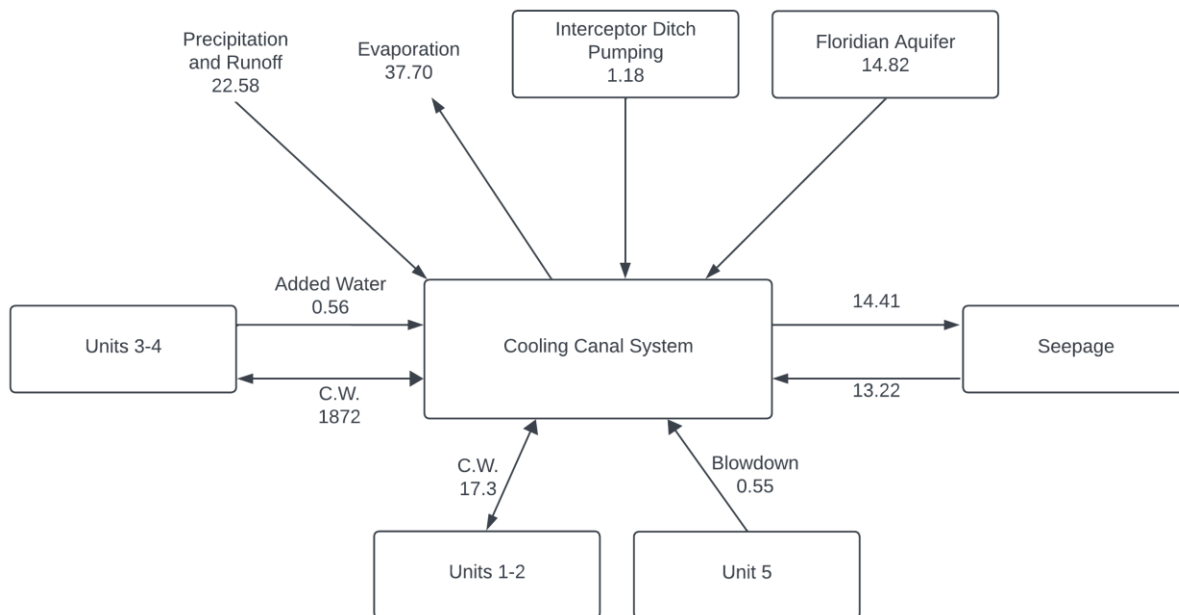 Precipitation
and Runoff
22.58
Evaporation
37.70
Interceptor Ditch
Pumping
1.18
Floridian Aquifer
14.82
Added Water
0.56
Units 3-4
C.W.
1872
Cooling Canal System
14.41
Seepage
13.22
C.W.
17.3
Blowdown
0.55
Units 1-2
Unit 5